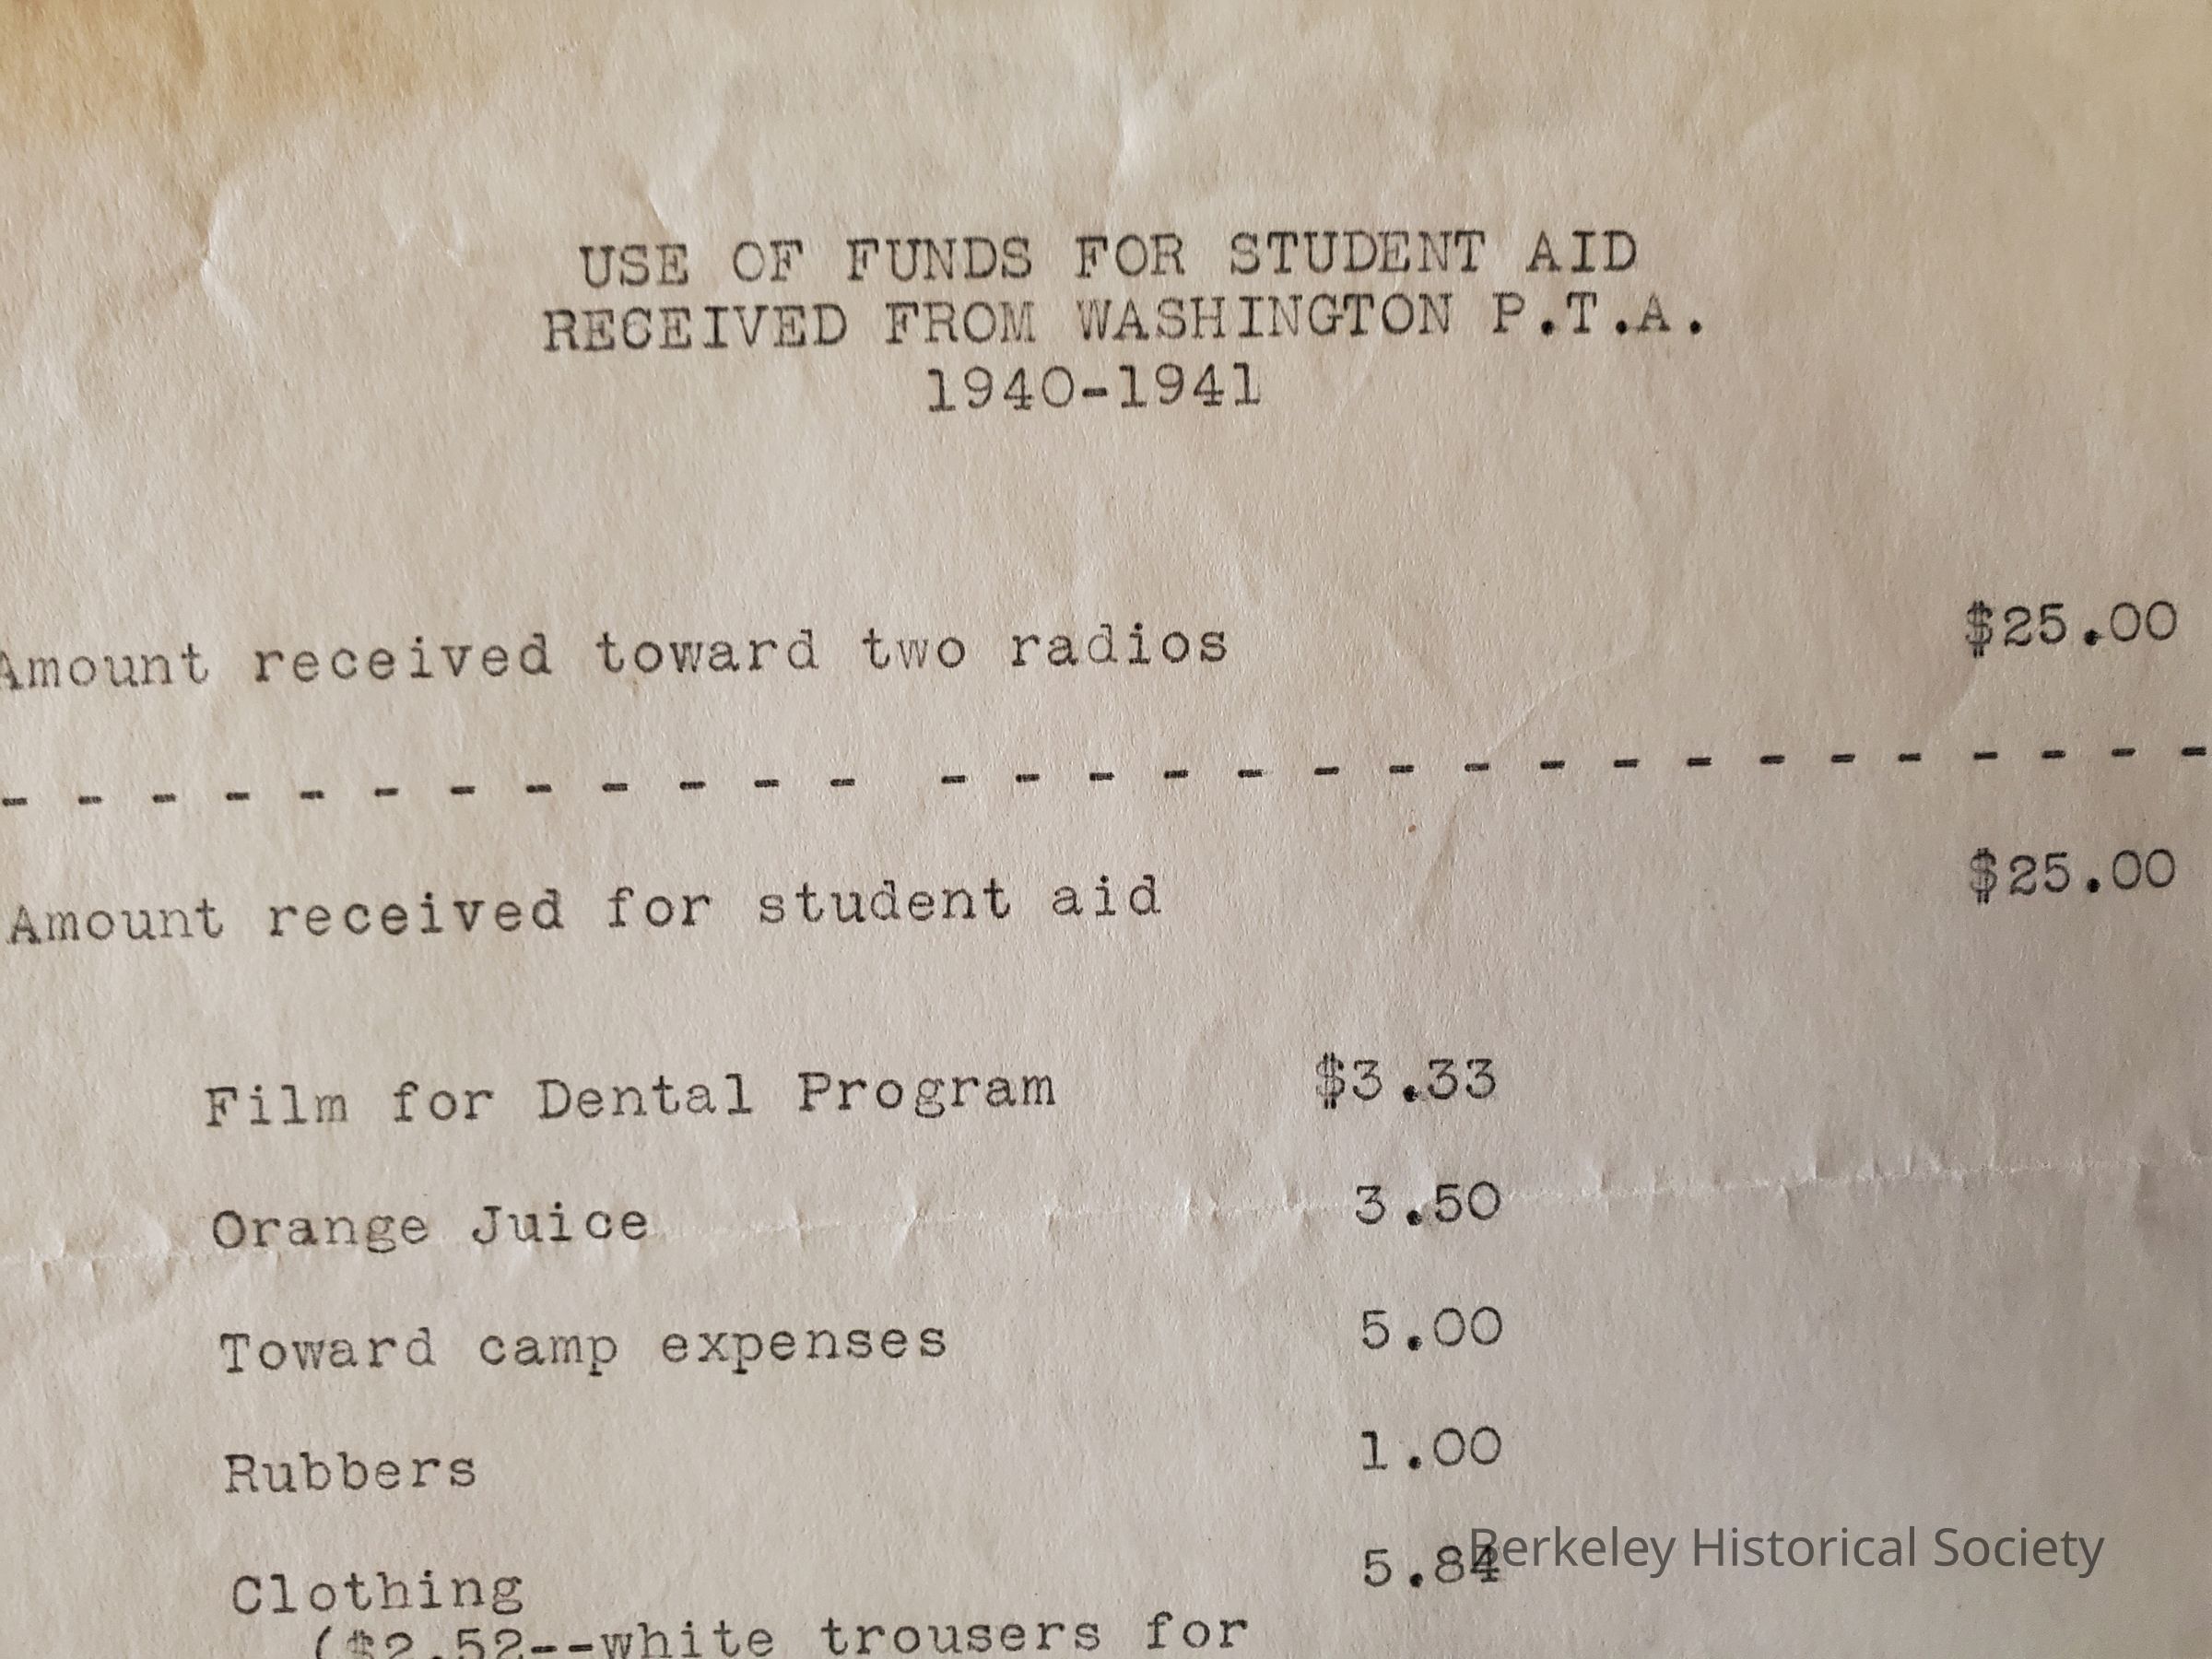 USE OF FUNDS FOR STUDENT AID
RECEIVED FROM WASHINGTON P.T.A.
1940-1941
Amount received toward two radios $25.00
- - - - - - - - - - - - - - - - - - - - - - - - - - - - -
Amount received for student aid $25.00
Film for Dental Program $3.33
Orange Juice 3.50
Toward camp expenses 5.00
Rubbers 1.00
Clothing 5.84
($2.52--white trousers for
Berkeley Historical Society